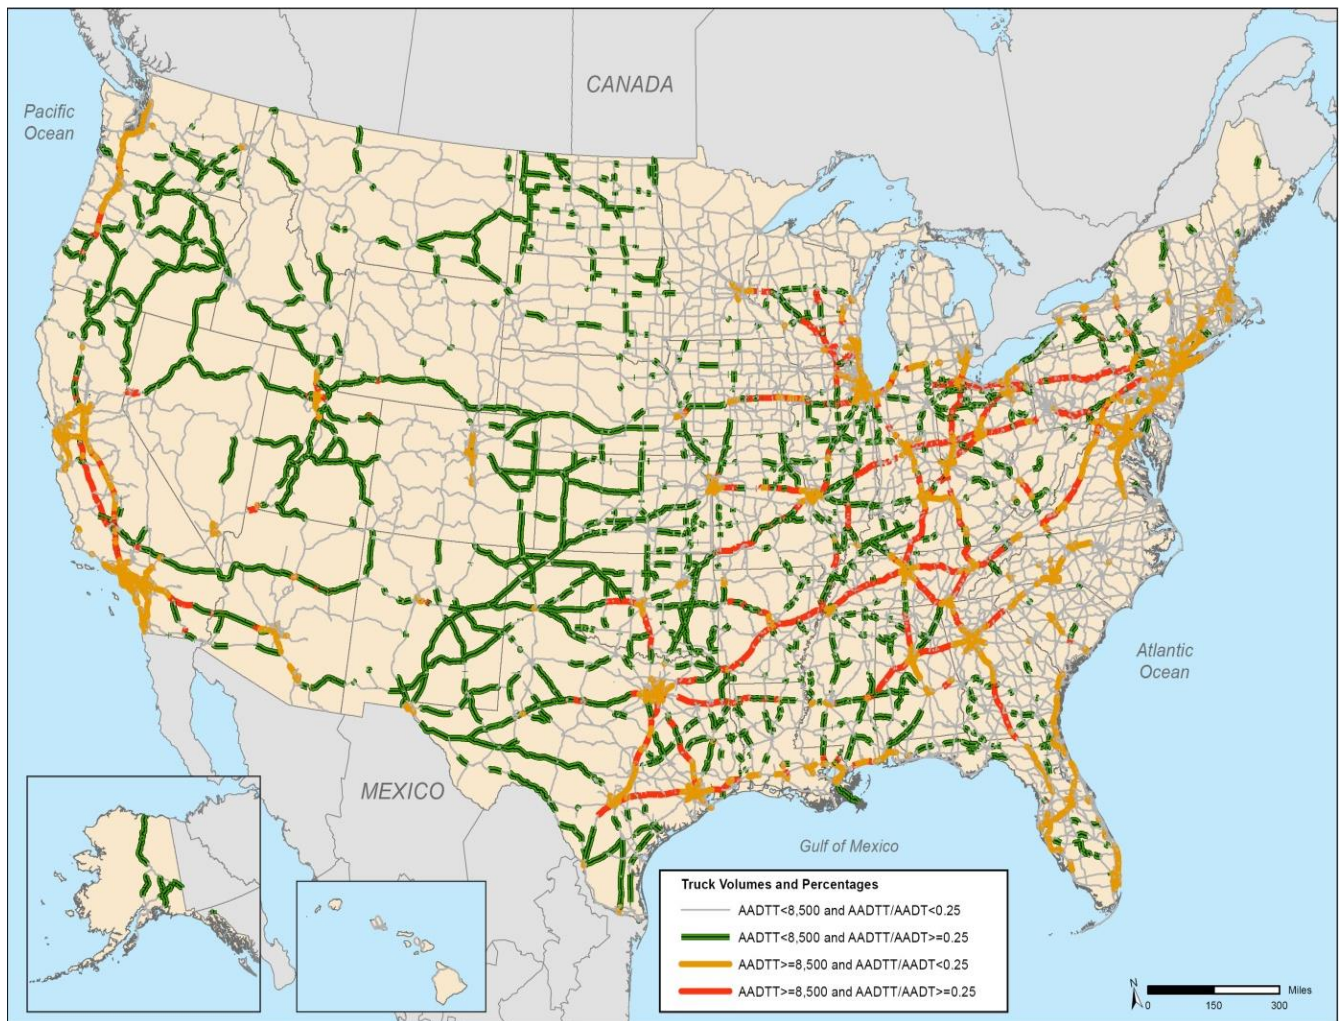 CANADA
Pacific
Ocean
Atlantic
Ocean
MEXICO
Gulf of Mexico
Truck Volumes and Percentages
AADTT<8,500 and AADTT/AADT<0.25
AADTT<8,500 and AADTT/AADT>=0.25
AADTT>=8,500 and AADTT/AADT<0.25
AADTT>=8,500 and AADTT/AADT>=0.25
N
Miles
0 150 300